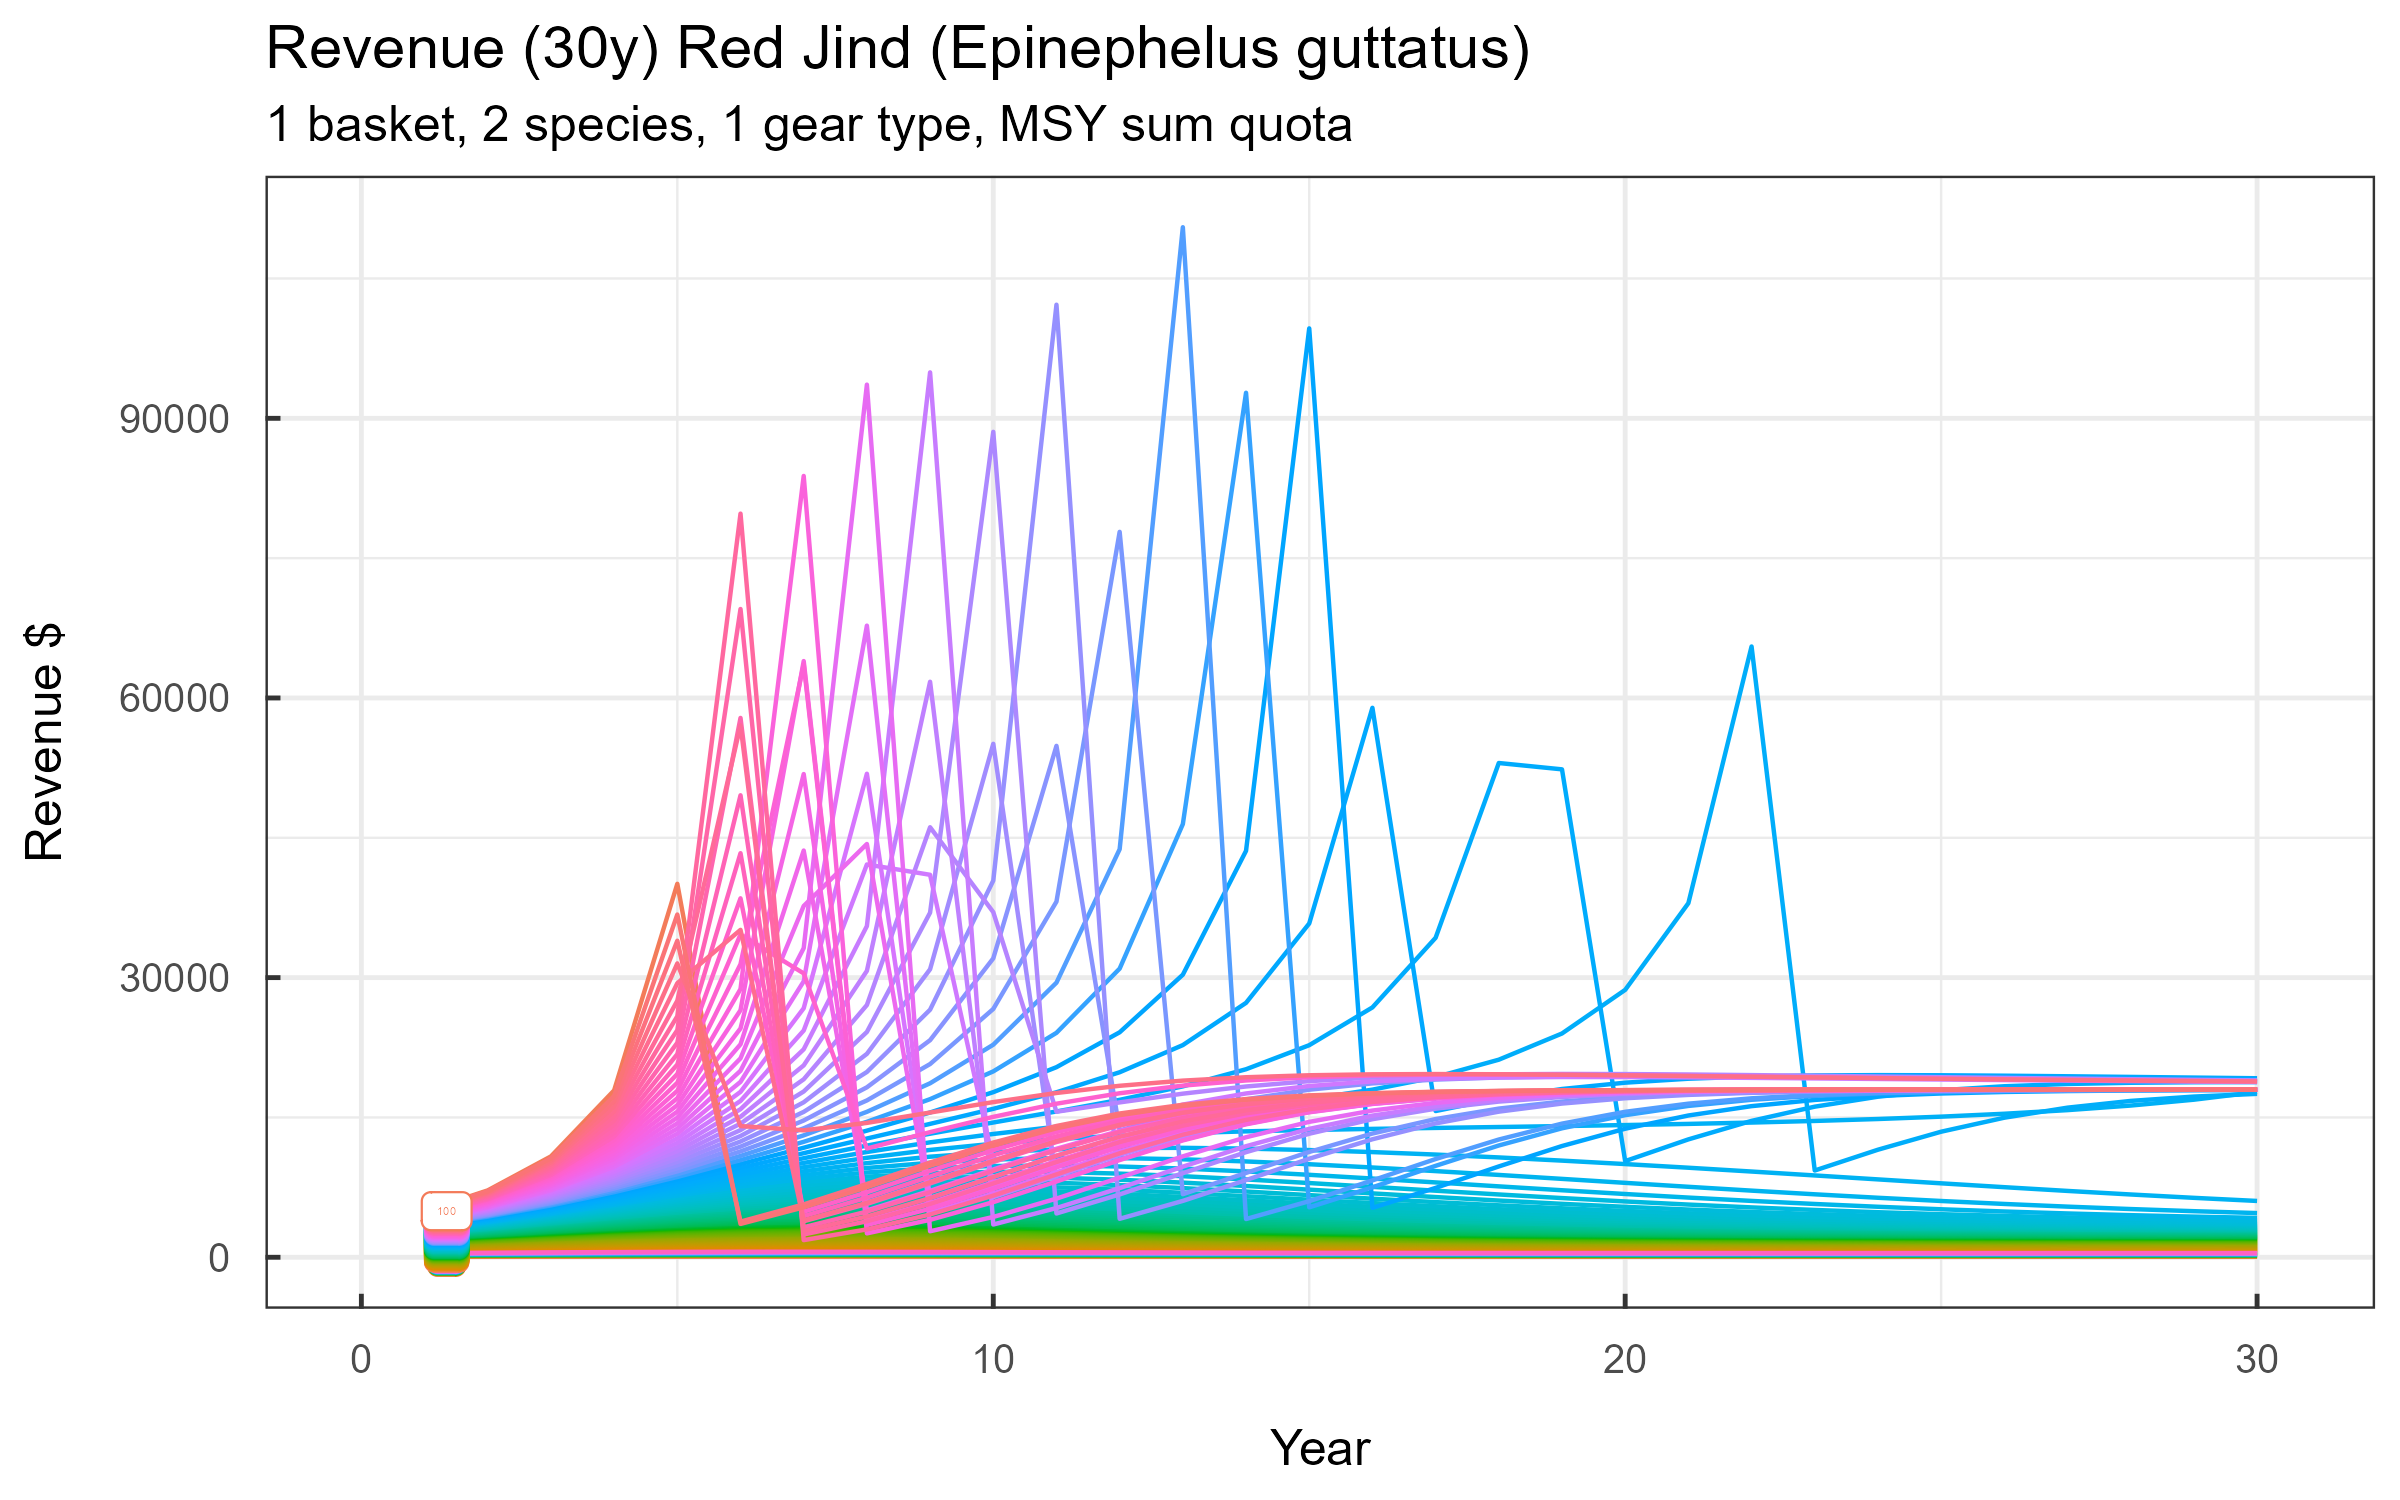 Revenue (30y) Red Jind (Epinephelus guttatus)
1 basket, 2 species, 1 gear type, MSY sum quota
Revenue $
90000
60000
30000
0
100
0 10 20 30
Year